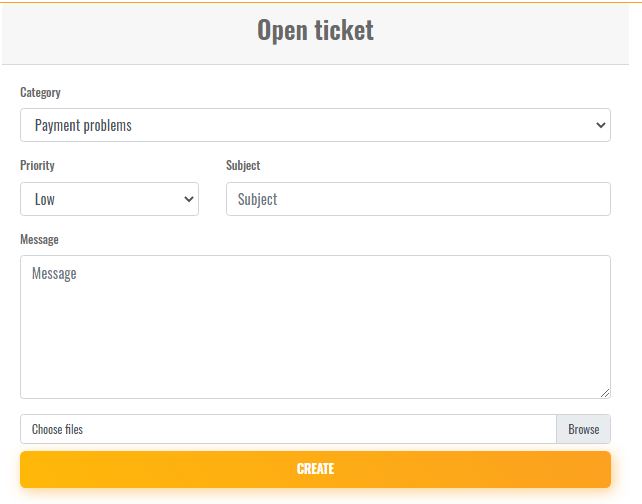 Open ticket
Category
Payment problems
Priority
Subject
Low
Subject
Message
Message
Choose files
Browse
CREATE